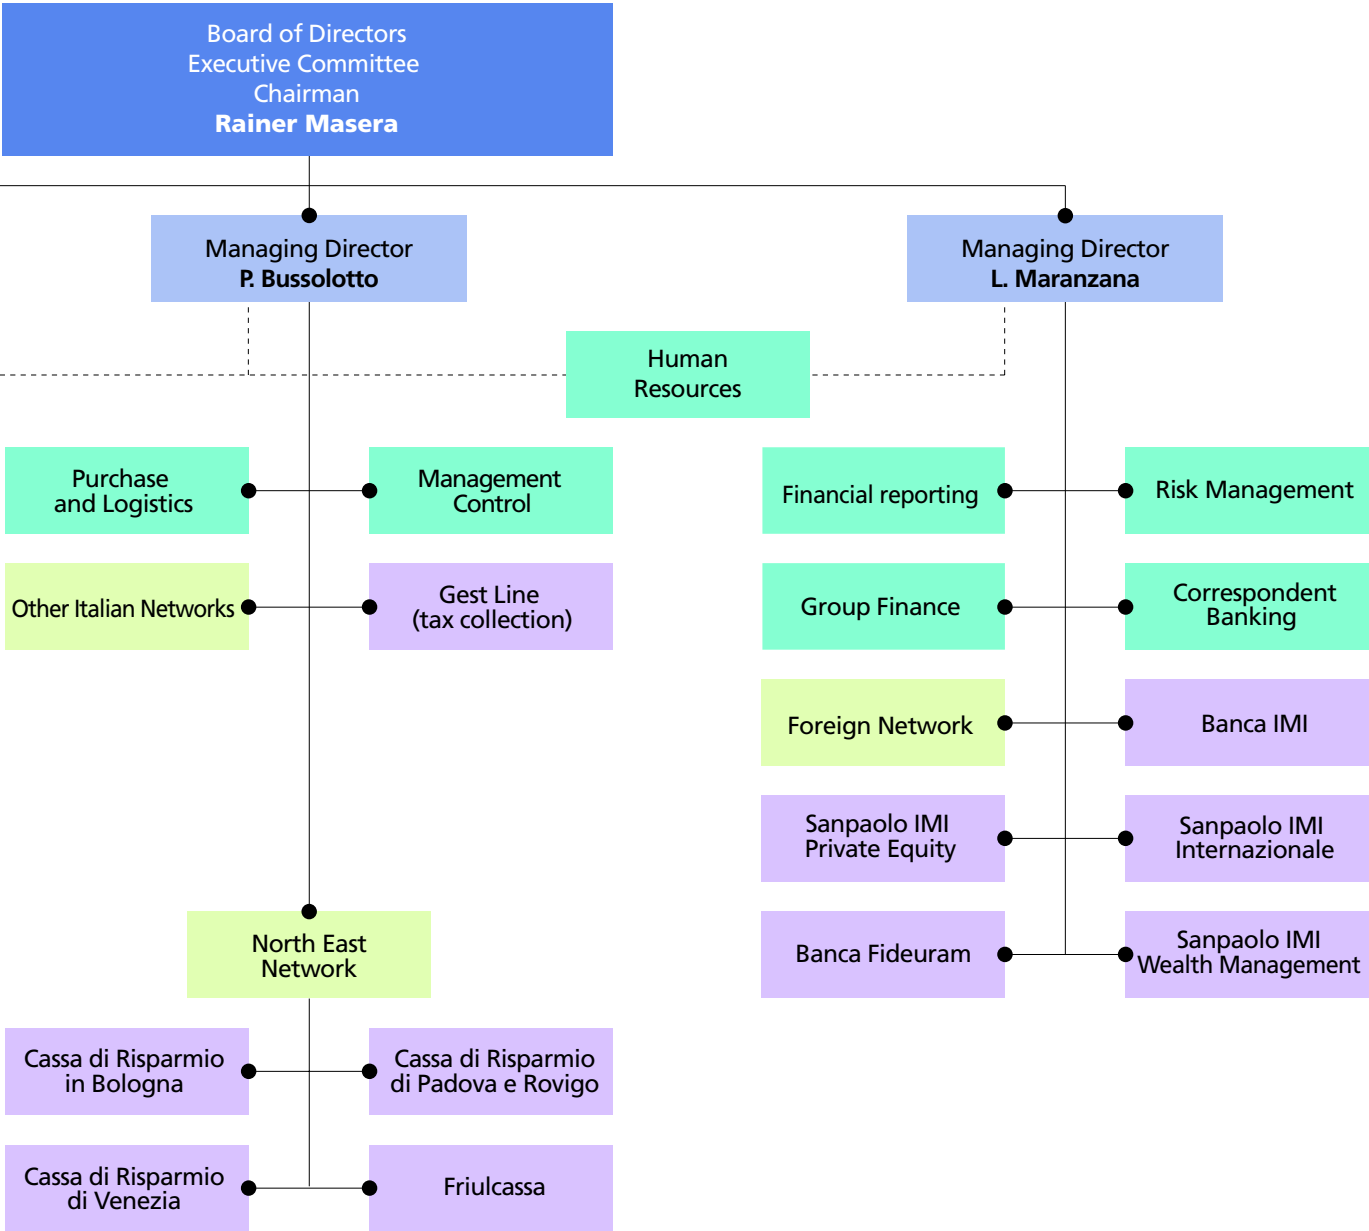 Board of Directors
Executive Committee
Chairman
Rainer Masera
Managing Director
P. Bussolotto
Managing Director
L. Maranzana
Human
Resources
Purchase
and Logistics
Management
Control
Financial reporting
Risk Management
Other Italian Networks
Gest Line
(tax collection)
Group Finance
Correspondent
Banking
Foreign Network
Banca IMI
Sanpaolo IMI
Private Equity
Sanpaolo IMI
Internazionale
North East
Network
Banca Fideuram
Sanpaolo IMI
Wealth Management
Cassa di Risparmio
in Bologna
Cassa di Risparmio
di Padova e Rovigo
Cassa di Risparmio
di Venezia
Friulcassa